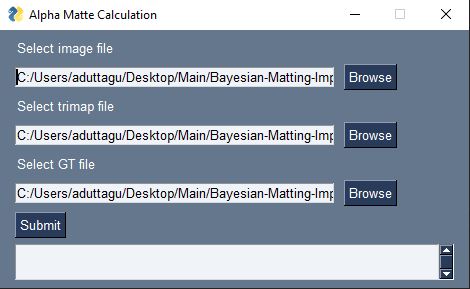 Alpha Matte Calculation
Select image file
C:/Users/aduttagu/Desktop/Main/Bayesian-Matting-Imp Browse
Select trimap file
C:/Users/aduttagu/Desktop/Main/Bayesian-Matting-Imp Browse
Select GT file
C:/Users/aduttagu/Desktop/Main/Bayesian-Matting-Imp Browse
Submit